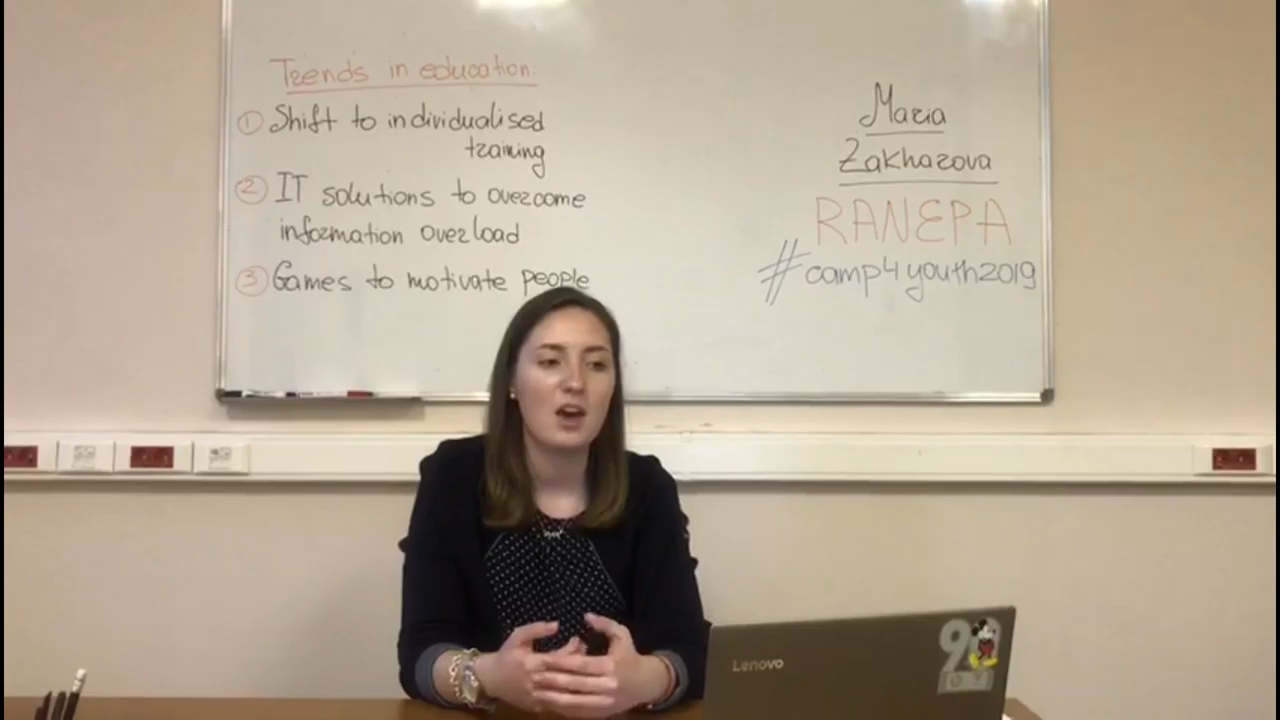 Trends in education:
① Shift to individualised
training
② IT solutions to overcome
information overload
③ Games to motivate people
Maria
Zakharova
RANEPA
#camp4youth2019
Lenovo
90